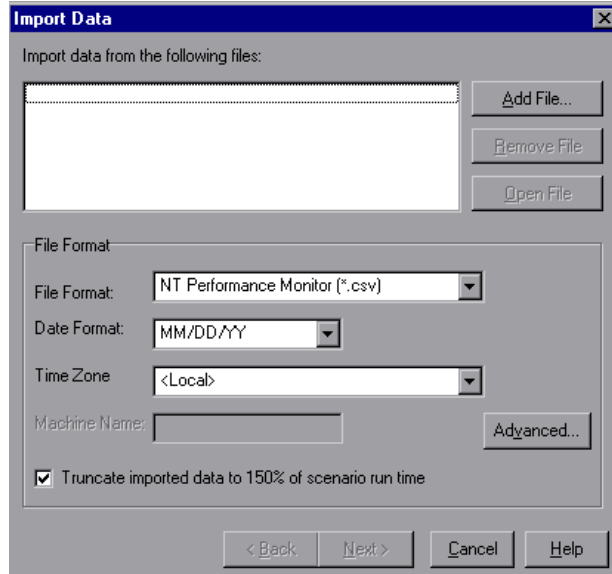 Import Data
Import data from the following files:
Add File...
Remove File
Open File
File Format
File Format:
NT Performance Monitor (*.csv)
Date Format:
MM/DD/YY
Time Zone
<Local>
Machine Name:
Advanced...
Truncate imported data to 150% of scenario run time
< Back
Next >
Cancel
Help